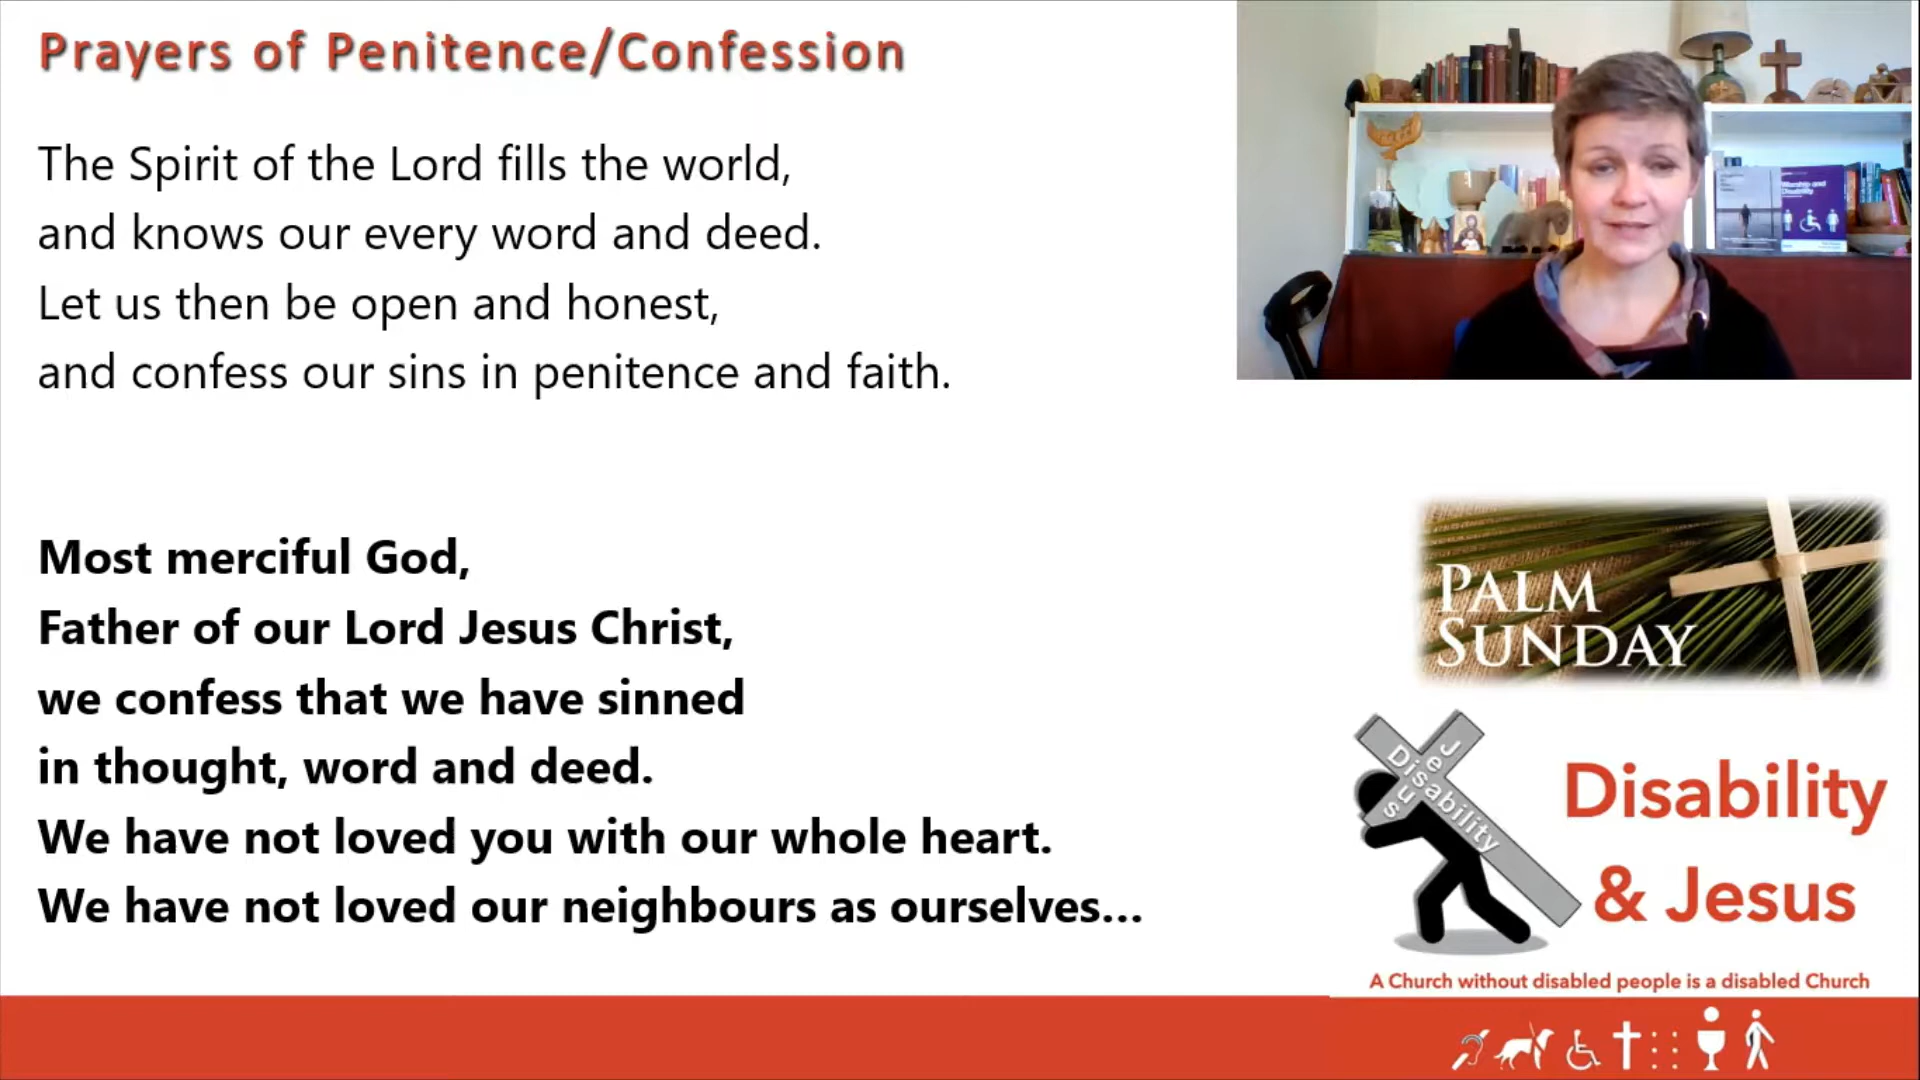 Prayers of Penitence/Confession
The Spirit of the Lord fills the world,
and knows our every word and deed.
Let us then be open and honest,
and confess our sins in penitence and faith.
Most merciful God,
Father of our Lord Jesus Christ,
we confess that we have sinned
in thought, word and deed.
We have not loved you with our whole heart.
We have not loved our neighbours as ourselves...
Worship and
Disability
PALM
SUNDAY
Jesus
Disability
Disability
& Jesus
A Church without disabled people is a disabled Church